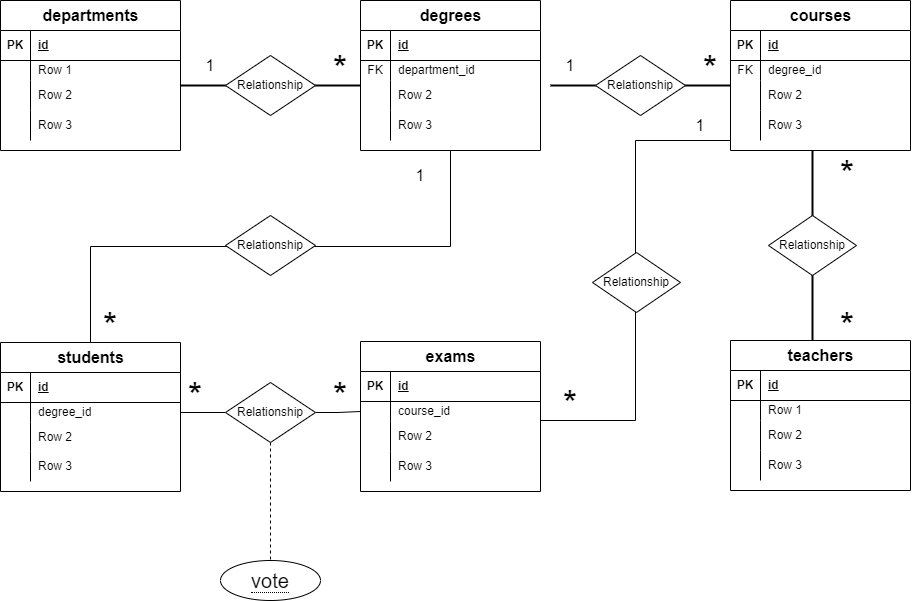 departments
PK id
Row 1
Row 2
Row 3
1
Relationship
*
degrees
PK id
FK department_id
Row 2
Row 3
1
Relationship
*
courses
PK id
FK degree_id
Row 2
Row 3
1
Relationship
*
1
Relationship
*
*
Relationship
*
students
PK id
degree_id
Row 2
Row 3
*
Relationship
*
vote
exams
PK id
course_id
Row 2
Row 3
teachers
PK id
Row 1
Row 2
Row 3